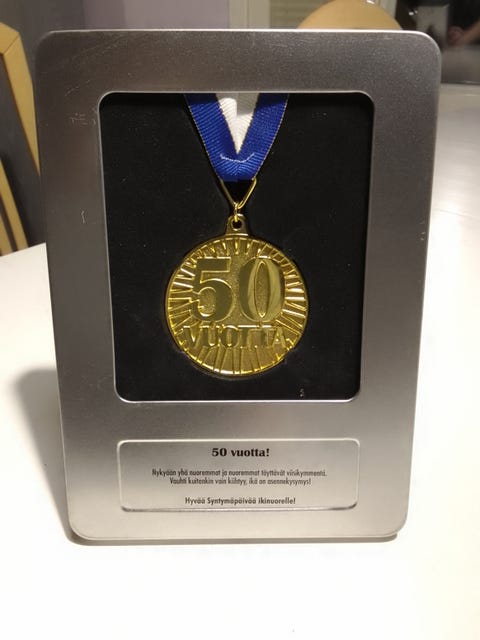 50
VUOTTA
50 vuotta!
Nykyään yhä nuoremmat ja nuoremmat täyttävät viisikymmentä.
Vauhti kuitenkin vain kiihtyy, ikä on asennekysymys!
Hyvää Syntymäpäivää ikinuorelle!